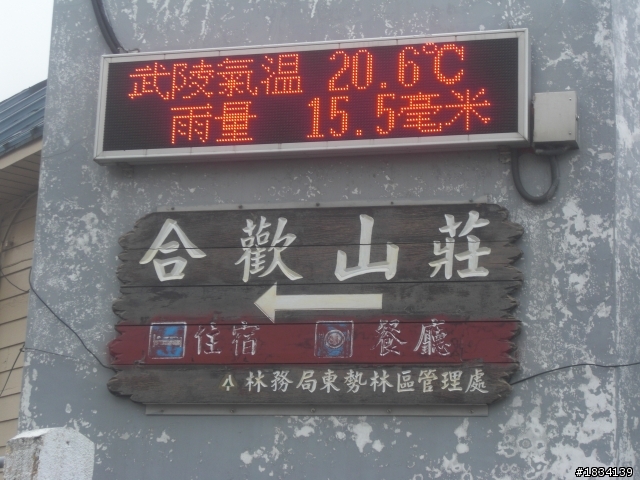 武陵氣温 20.6℃
雨量 15.5毫米
合歡山莊
住宿 餐廳
林務局東勢林區管理處
#1834139